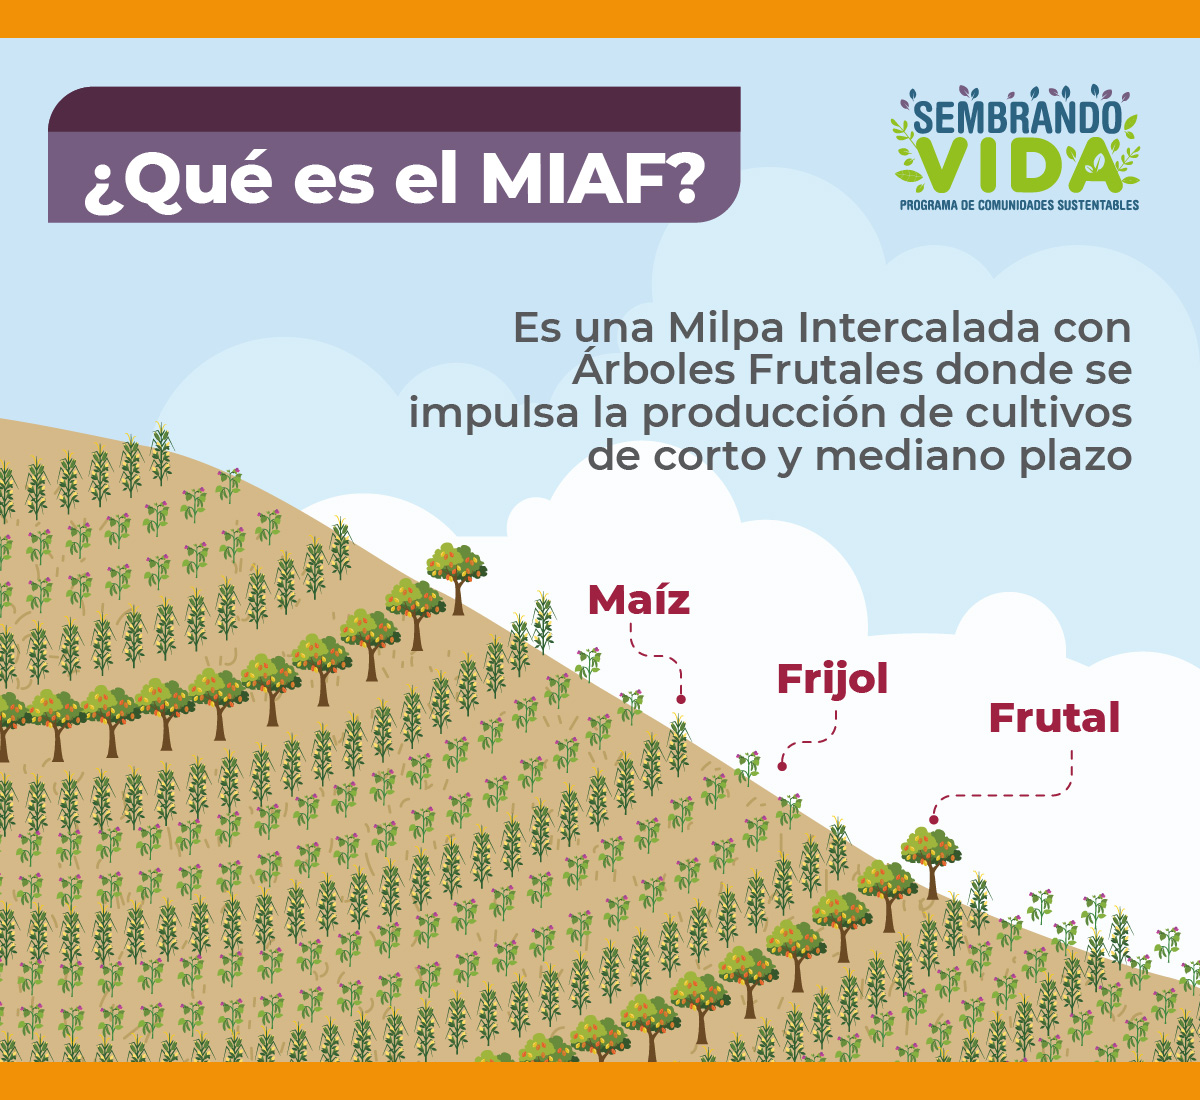 ¿Qué es el MIAF?
SEMBRANDO
VIDA
PROGRAMA DE COMUNIDADES SUSTENTABLES
Es una Milpa Intercalada con
Árboles Frutales donde se
impulsa la producción de cultivos
de corto y mediano plazo
Maíz
Frijol
Frutal